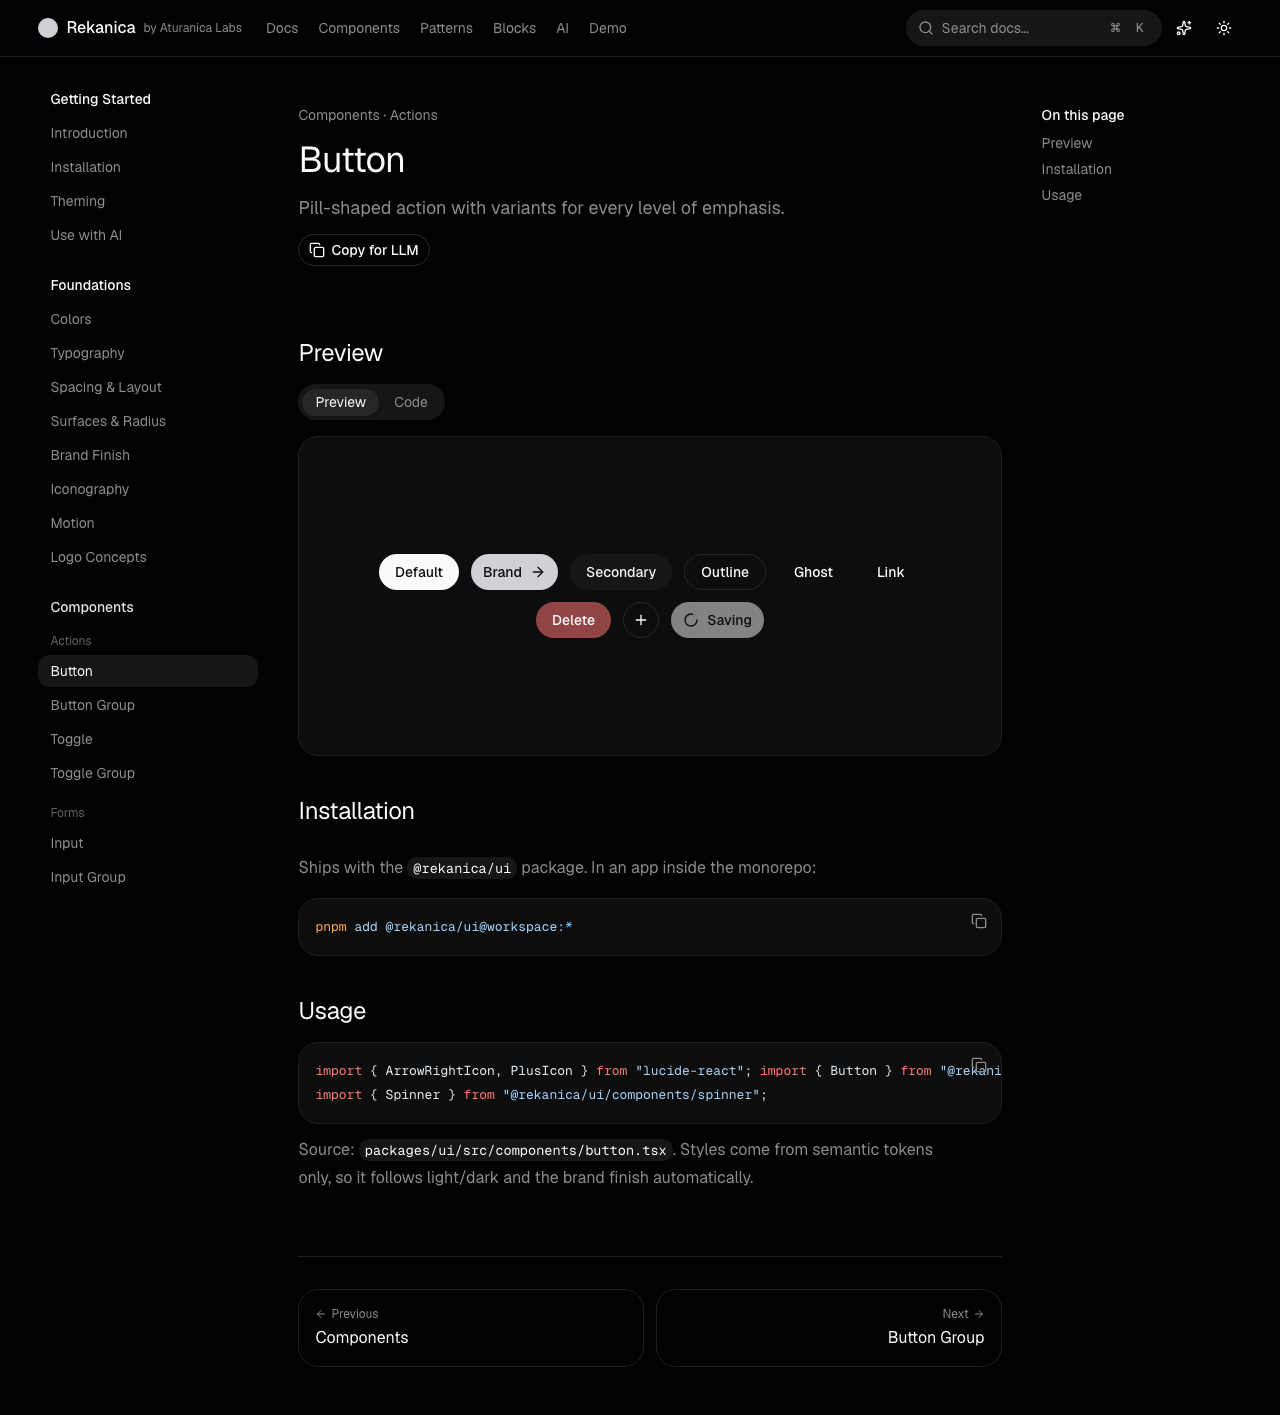 Rekanica by Aturanica Labs Docs Components Patterns Blocks AI Demo Search docs... ⌘ K
Getting Started
Introduction
Installation
Theming
Use with AI
Foundations
Colors
Typography
Spacing & Layout
Surfaces & Radius
Brand Finish
Iconography
Motion
Logo Concepts
Components
Actions
Button
Button Group
Toggle
Toggle Group
Forms
Input
Input Group
Components · Actions
Button
Pill-shaped action with variants for every level of emphasis.
Copy for LLM
Preview
Preview Code
Default Brand Secondary Outline Ghost Link
Delete Saving
Installation
Ships with the @rekanica/ui package. In an app inside the monorepo:
pnpm add @rekanica/ui@workspace:*
Usage
import { ArrowRightIcon, PlusIcon } from "lucide-react"; import { Button } from "@rekani
import { Spinner } from "@rekanica/ui/components/spinner";
Source: packages/ui/src/components/button.tsx. Styles come from semantic tokens
only, so it follows light/dark and the brand finish automatically.
← Previous
Components
Next →
Button Group
On this page
Preview
Installation
Usage